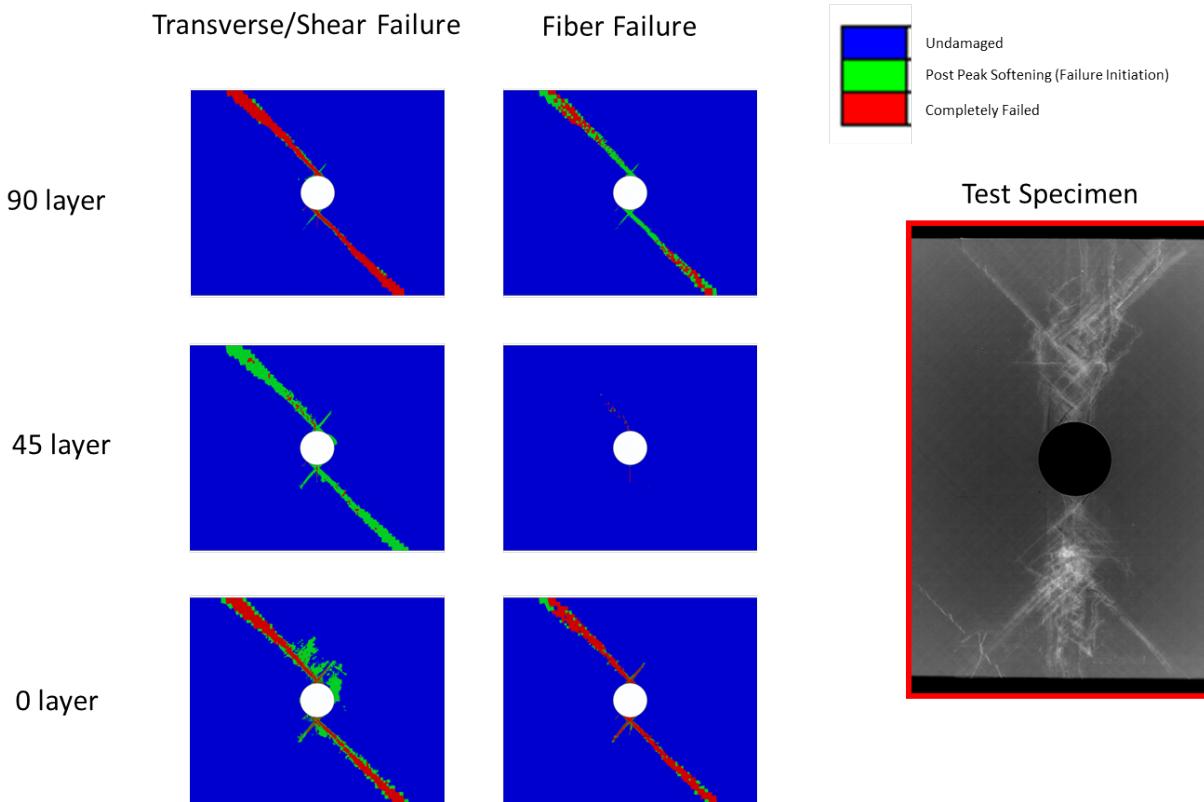 Transverse/Shear Failure
Fiber Failure
Undamaged
Post Peak Softening (Failure Initiation)
Completely Failed
90 layer
Test Specimen
45 layer
0 layer